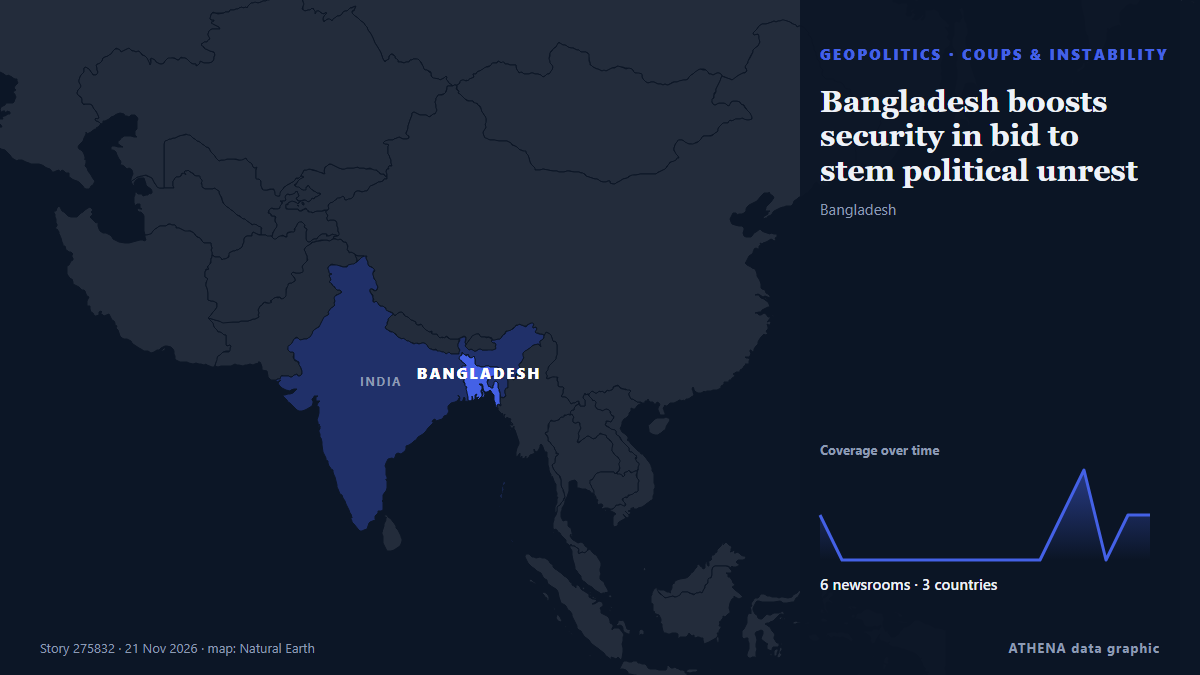 GEOPOLITICS · COUPS & INSTABILITY
Bangladesh boosts
security in bid to
stem political unrest
Bangladesh
INDIA
BANGLADESH
Coverage over time
6 newsrooms · 3 countries
Story 275832 · 21 Nov 2026 · map: Natural Earth
ATHENA data graphic